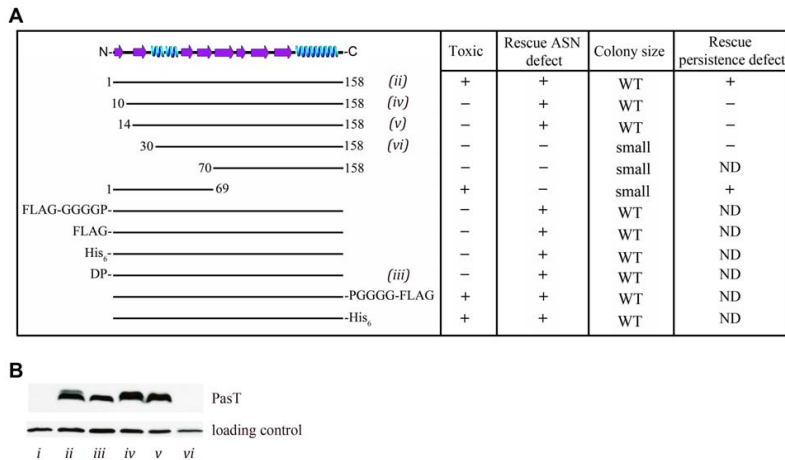 A
N- -C
Toxic Rescue ASN defect Colony size Rescue persistence defect
1 158 (ii) + + WT +
10 158 (iv) − + WT −
14 158 (v) − + WT −
30 158 (vi) − − small −
70 158 − − small ND
1 69 + − small +
FLAG-GGGGP- − + WT ND
FLAG- − + WT ND
His6- − + WT ND
DP- (iii) − + WT ND
-PGGGG-FLAG + + WT ND
-His6 + + WT ND
B
PasT
loading control
i ii iii iv v vi